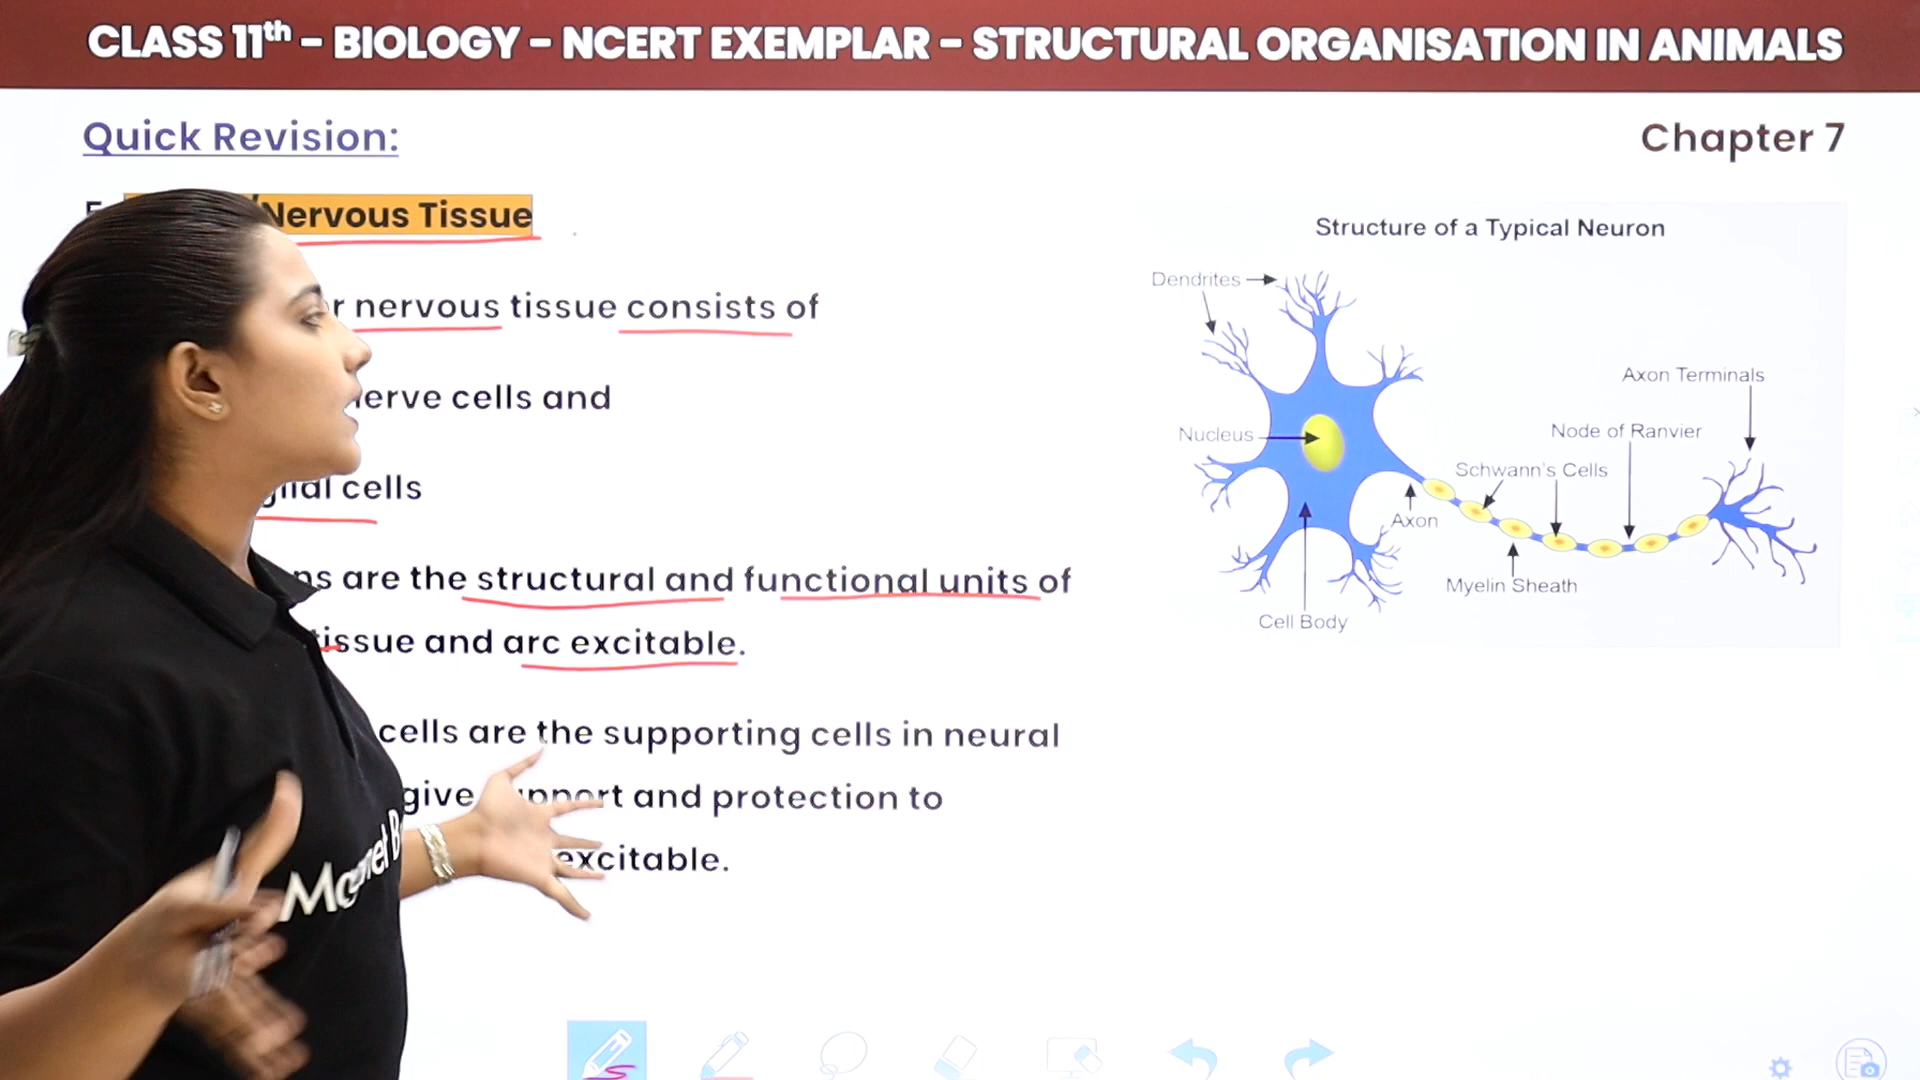 CLASS 11th - BIOLOGY - NCERT EXEMPLAR - STRUCTURAL ORGANISATION IN ANIMALS
Quick Revision:
Chapter 7
Nervous Tissue
nervous tissue consists of
nerve cells and
glial cells
are the structural and functional units of
tissue and arc excitable.
cells are the supporting cells in neural
give support and protection to
excitable.
Structure of a Typical Neuron
Dendrites
Axon Terminals
Nucleus
Node of Ranvier
Schwann's Cells
Axon
Myelin Sheath
Cell Body